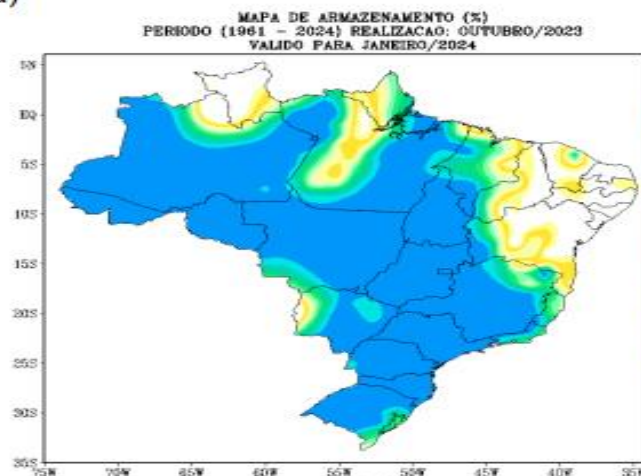 MAPA DE ARMAZENAMENTO (%)
PERIODO (1961 - 2024) REALIZACAO: OUTUBRO/2023
VALIDO PARA JANEIRO/2024
5N
EQ
5S
10S
15S
20S
25S
30S
35S
75W 70W 65W 60W 55W 50W 45W 40W 35W